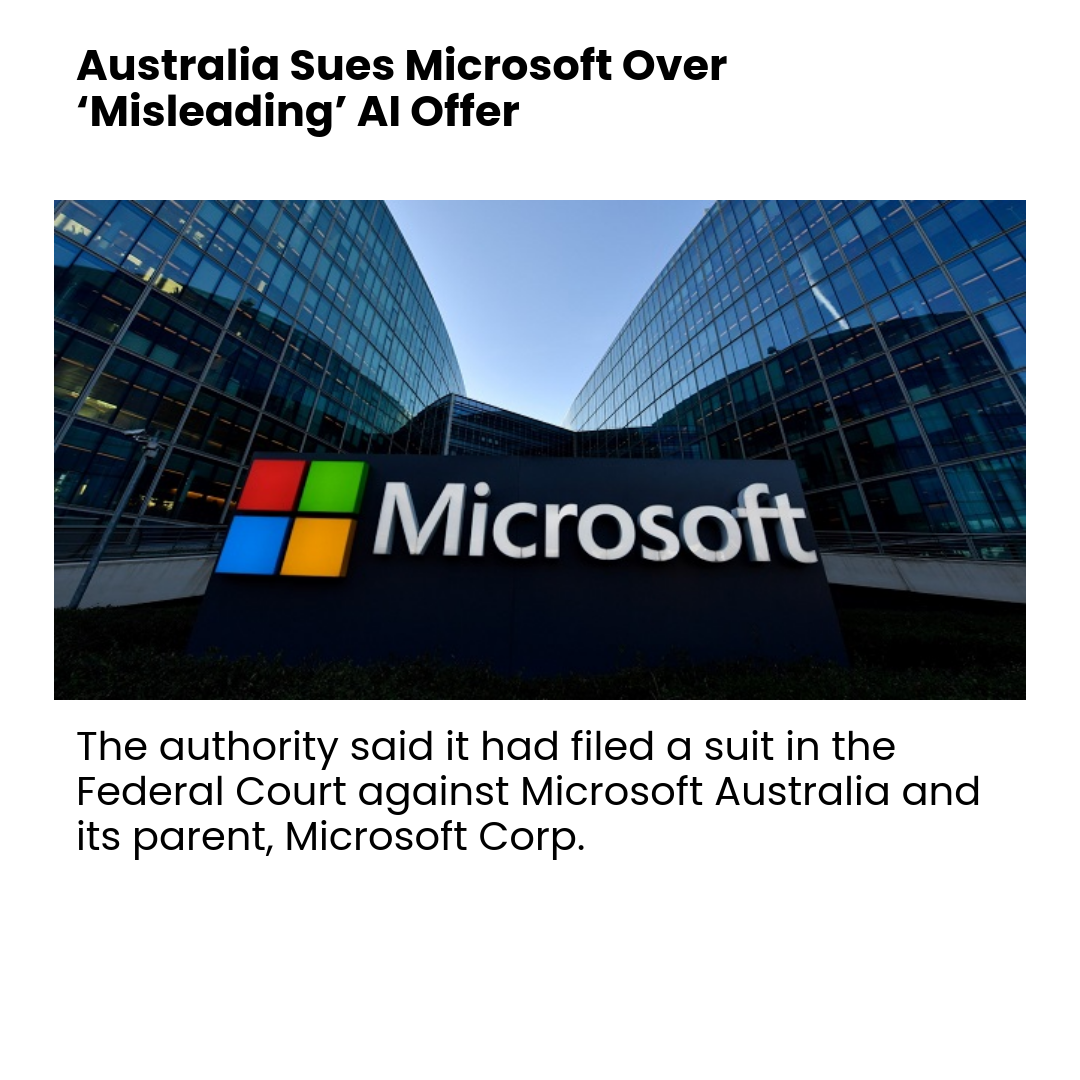 Australia Sues Microsoft Over
‘Misleading’ AI Offer
Microsoft
The authority said it had filed a suit in the
Federal Court against Microsoft Australia and
its parent, Microsoft Corp.